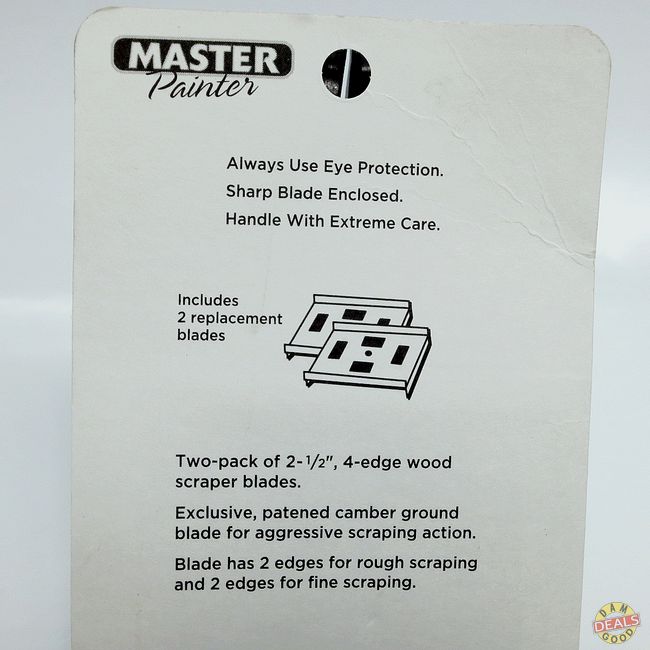 MASTER
Painter
Always Use Eye Protection.
Sharp Blade Enclosed.
Handle With Extreme Care.
Includes
2 replacement
blades
Two-pack of 2-1/2", 4-edge wood
scraper blades.
Exclusive, patened camber ground
blade for aggressive scraping action.
Blade has 2 edges for rough scraping
and 2 edges for fine scraping.
DAM
DEALS
GOOD